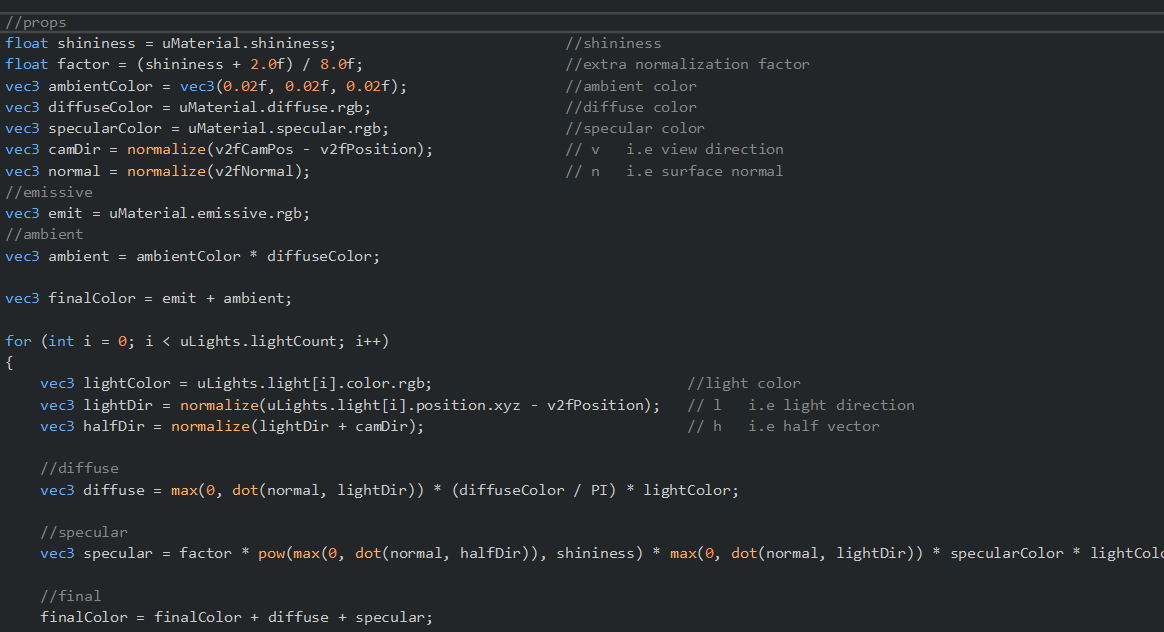 //props
float shininess = uMaterial.shininess; //shininess
float factor = (shininess + 2.0f) / 8.0f; //extra normalization factor
vec3 ambientColor = vec3(0.02f, 0.02f, 0.02f); //ambient color
vec3 diffuseColor = uMaterial.diffuse.rgb; //diffuse color
vec3 specularColor = uMaterial.specular.rgb; //specular color
vec3 camDir = normalize(v2fCamPos - v2fPosition); // v i.e view direction
vec3 normal = normalize(v2fNormal); // n i.e surface normal
//emissive
vec3 emit = uMaterial.emissive.rgb;
//ambient
vec3 ambient = ambientColor * diffuseColor;
vec3 finalColor = emit + ambient;
for (int i = 0; i < uLights.lightCount; i++)
{
vec3 lightColor = uLights.light[i].color.rgb; //light color
vec3 lightDir = normalize(uLights.light[i].position.xyz - v2fPosition); // l i.e light direction
vec3 halfDir = normalize(lightDir + camDir); // h i.e half vector
//diffuse
vec3 diffuse = max(0, dot(normal, lightDir)) * (diffuseColor / PI) * lightColor;
//specular
vec3 specular = factor * pow(max(0, dot(normal, halfDir)), shininess) * max(0, dot(normal, lightDir)) * specularColor * lightColo
//final
finalColor = finalColor + diffuse + specular;